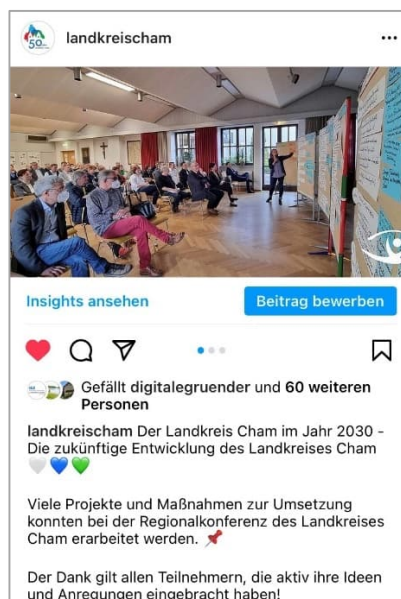 50
landkreischam
Insights ansehen
Beitrag bewerben
Gefällt digitalegruender und 60 weiteren
Personen
landkreischam Der Landkreis Cham im Jahr 2030 -
Die zukünftige Entwicklung des Landkreises Cham
🤍💙💚
Viele Projekte und Maßnahmen zur Umsetzung
konnten bei der Regionalkonferenz des Landkreises
Cham erarbeitet werden. 📌
Der Dank gilt allen Teilnehmern, die aktiv ihre Ideen
und Anregungen eingebracht haben!